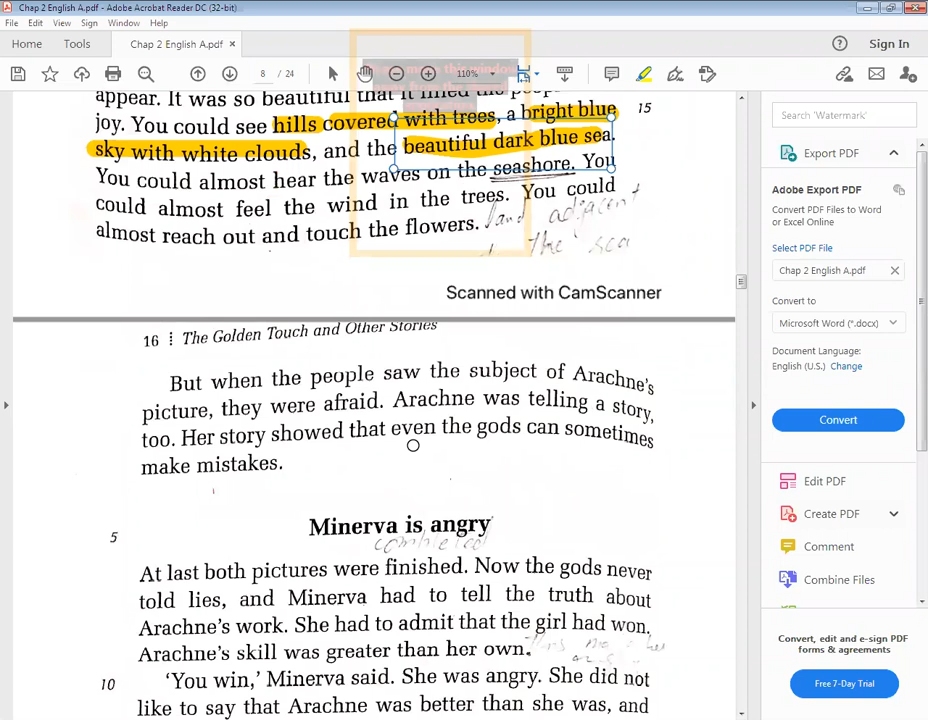 Chap 2 English A.pdf - Adobe Acrobat Reader DC (32-bit)
File Edit View Sign Window Help
Home Tools Chap 2 English A.pdf × Sign In
8 / 24 110%
appear. It was so beautiful that it filled the
joy. You could see hills covered with trees, a bright blue 15
sky with white clouds, and the beautiful dark blue sea.
You could almost hear the waves on the seashore. You
could almost feel the wind in the trees. You could
almost reach out and touch the flowers.
land adjacent
the sea
Scanned with CamScanner
16 The Golden Touch and Other Stories
But when the people saw the subject of Arachne's
picture, they were afraid. Arachne was telling a story,
too. Her story showed that even the gods can sometimes
make mistakes.
5 Minerva is angry
completed
At last both pictures were finished. Now the gods never
told lies, and Minerva had to tell the truth about
Arachne's work. She had to admit that the girl had won.
Arachne's skill was greater than her own.
10 'You win,' Minerva said. She was angry. She did not
like to say that Arachne was better than she was, and
Search 'Watermark'
Export PDF
Adobe Export PDF
Convert PDF Files to Word
or Excel Online
Select PDF File
Chap 2 English A.pdf
Convert to
Microsoft Word (*.docx)
Document Language:
English (U.S.) Change
Convert
Edit PDF
Create PDF
Comment
Combine Files
Convert, edit and e-sign PDF
forms & agreements
Free 7-Day Trial